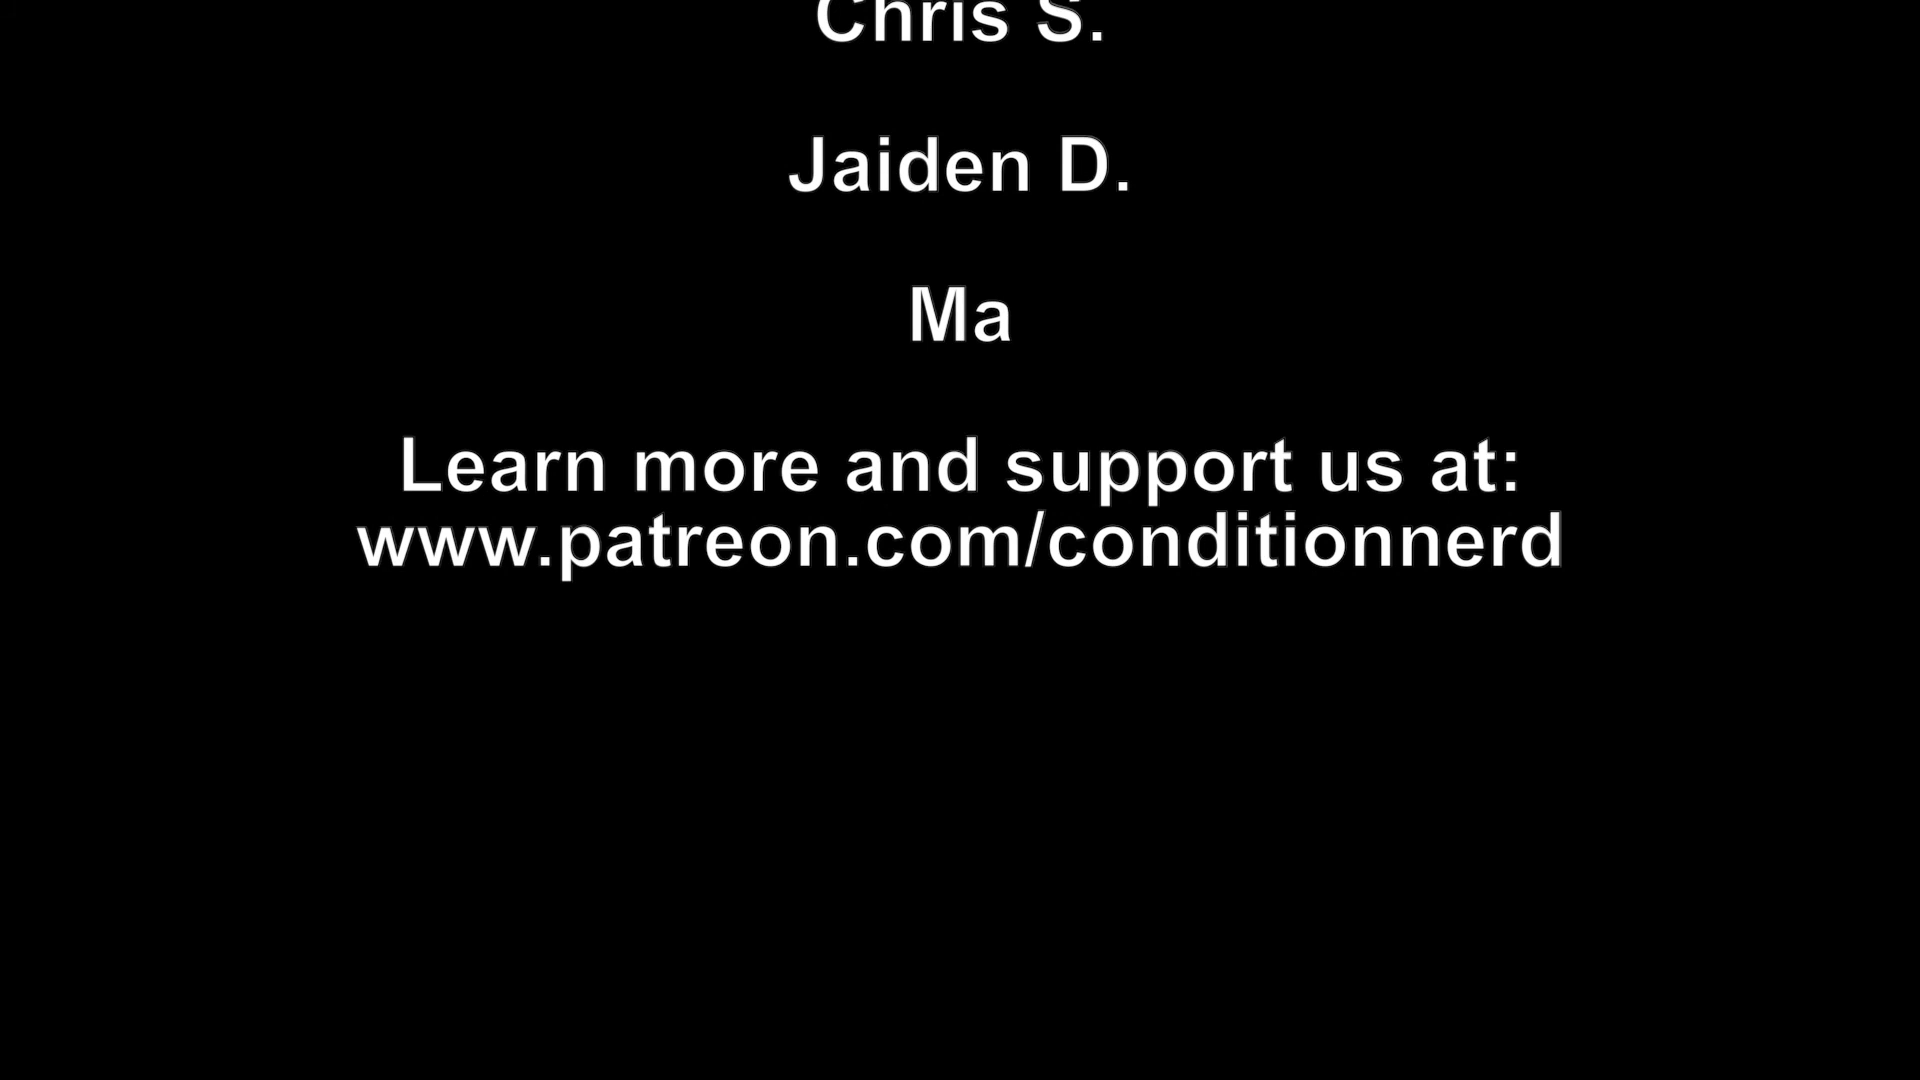 Chris S.
Jaiden D.
Ma
Learn more and support us at:
www.patreon.com/conditionnerd